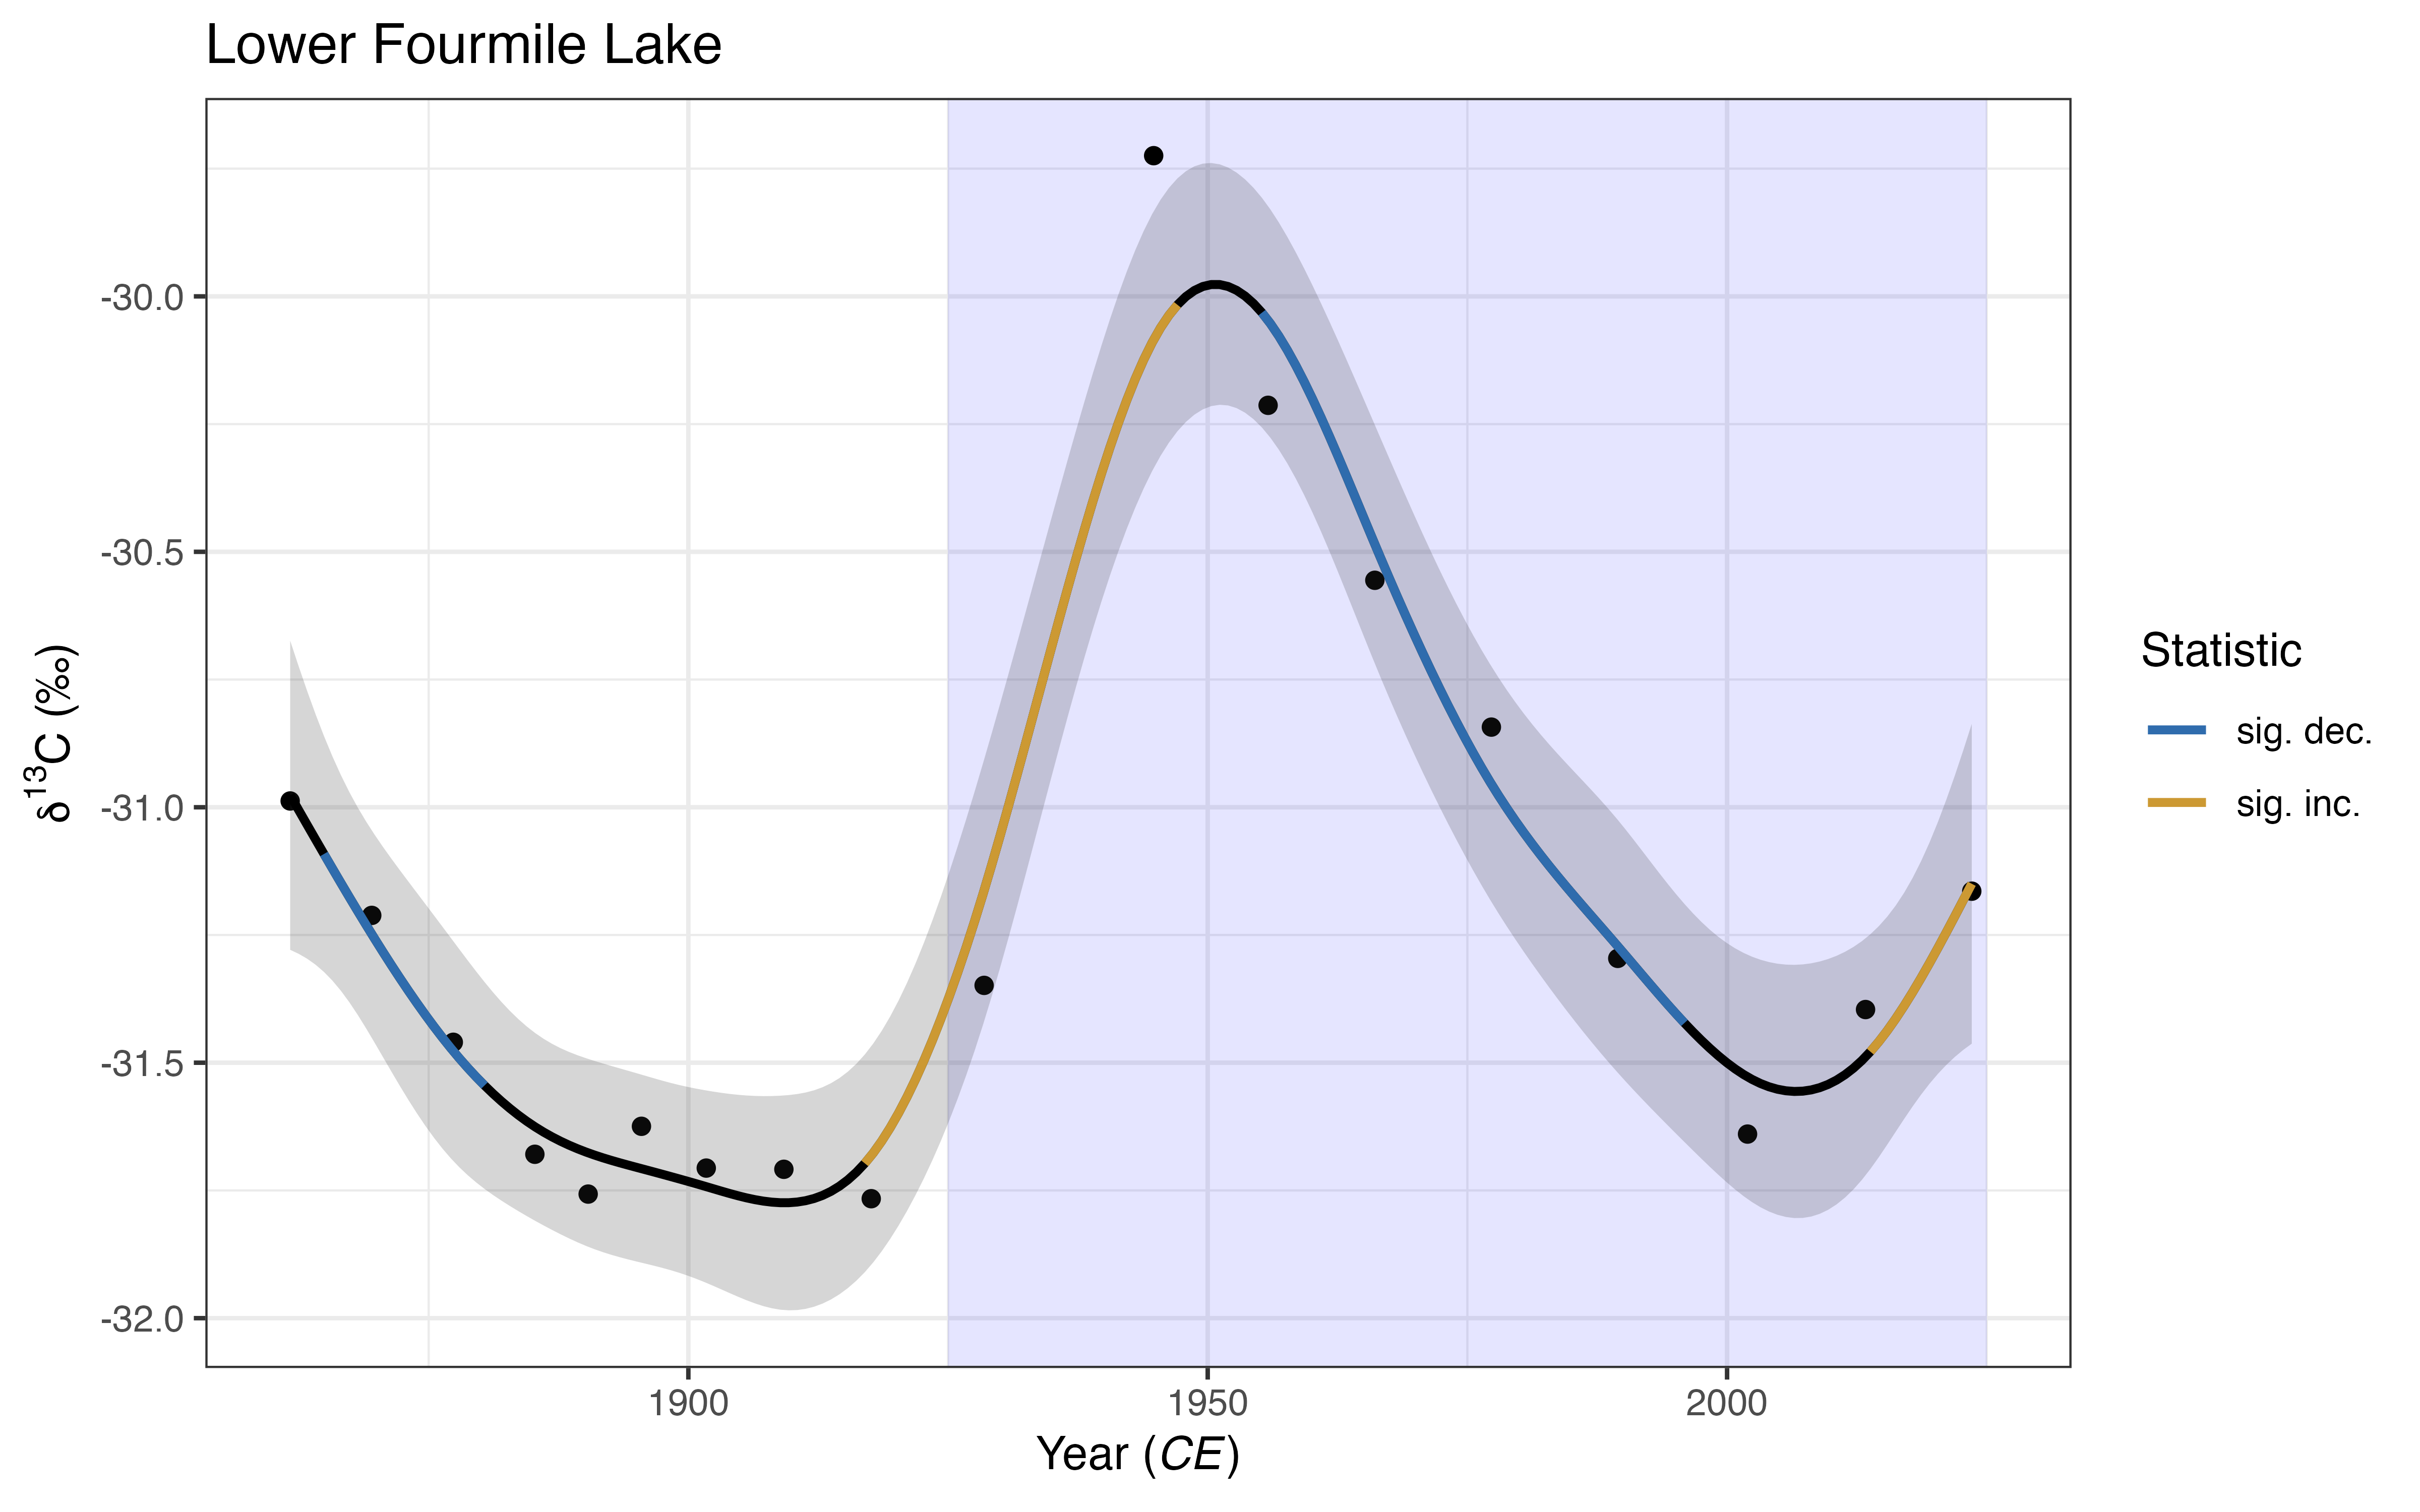 Lower Fourmile Lake
δ¹³C (‰)
-30.0
-30.5
-31.0
-31.5
-32.0
1900 1950 2000
Year (CE)
Statistic
sig. dec.
sig. inc.